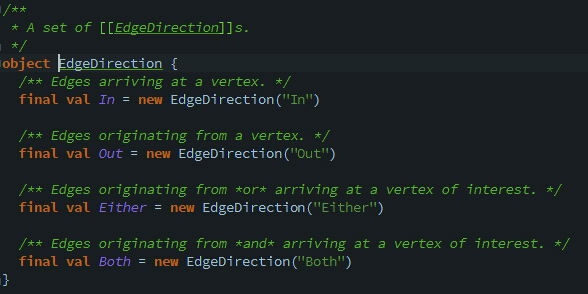 /**
 * A set of [[EdgeDirection]]s.
 */
object EdgeDirection {
  /** Edges arriving at a vertex. */
  final val In = new EdgeDirection("In")

  /** Edges originating from a vertex. */
  final val Out = new EdgeDirection("Out")

  /** Edges originating from *or* arriving at a vertex of interest. */
  final val Either = new EdgeDirection("Either")

  /** Edges originating from *and* arriving at a vertex of interest. */
  final val Both = new EdgeDirection("Both")
}